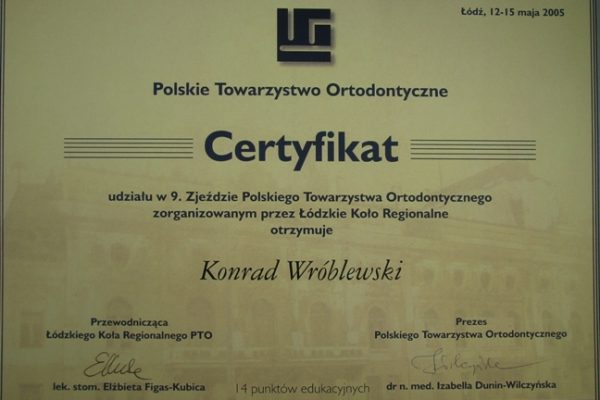 Łódź, 12-15 maja 2005
Polskie Towarzystwo Ortodontyczne
Certyfikat
udziału w 9. Zjeździe Polskiego Towarzystwa Ortodontycznego
zorganizowanym przez Łódzkie Koło Regionalne
otrzymuje
Konrad Wróblewski
Przewodnicząca
Łódzkiego Koła Regionalnego PTO
lek. stom. Elżbieta Figas-Kubica
Prezes
Polskiego Towarzystwa Ortodontycznego
dr n. med. Izabella Dunin-Wilczyńska
14 punktów edukacyjnych